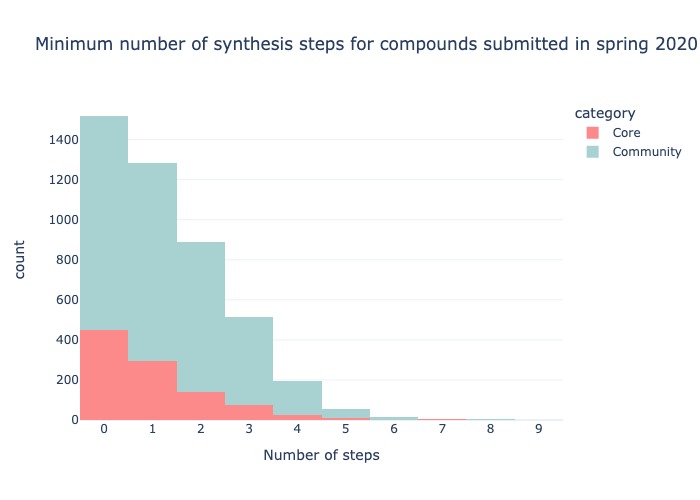 Minimum number of synthesis steps for compounds submitted in spring 2020
category
Core
Community
1400
1200
1000
800
600
400
200
0
count
0 1 2 3 4 5 6 7 8 9
Number of steps